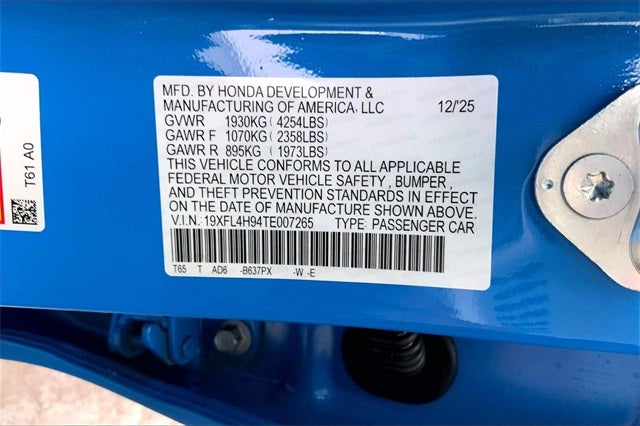 MFD. BY HONDA DEVELOPMENT &
MANUFACTURING OF AMERICA, LLC 12/'25
GVWR 1930KG ( 4254LBS)
GAWR F 1070KG ( 2358LBS)
GAWR R 895KG ( 1973LBS)
THIS VEHICLE CONFORMS TO ALL APPLICABLE
FEDERAL MOTOR VEHICLE SAFETY , BUMPER ,
AND THEFT PREVENTION STANDARDS IN EFFECT
ON THE DATE OF MANUFACTURE SHOWN ABOVE.
V.I.N: 19XFL4H94TE007265 TYPE: PASSENGER CAR
T65 T AD6 -B637PX -W -E
T61 A0